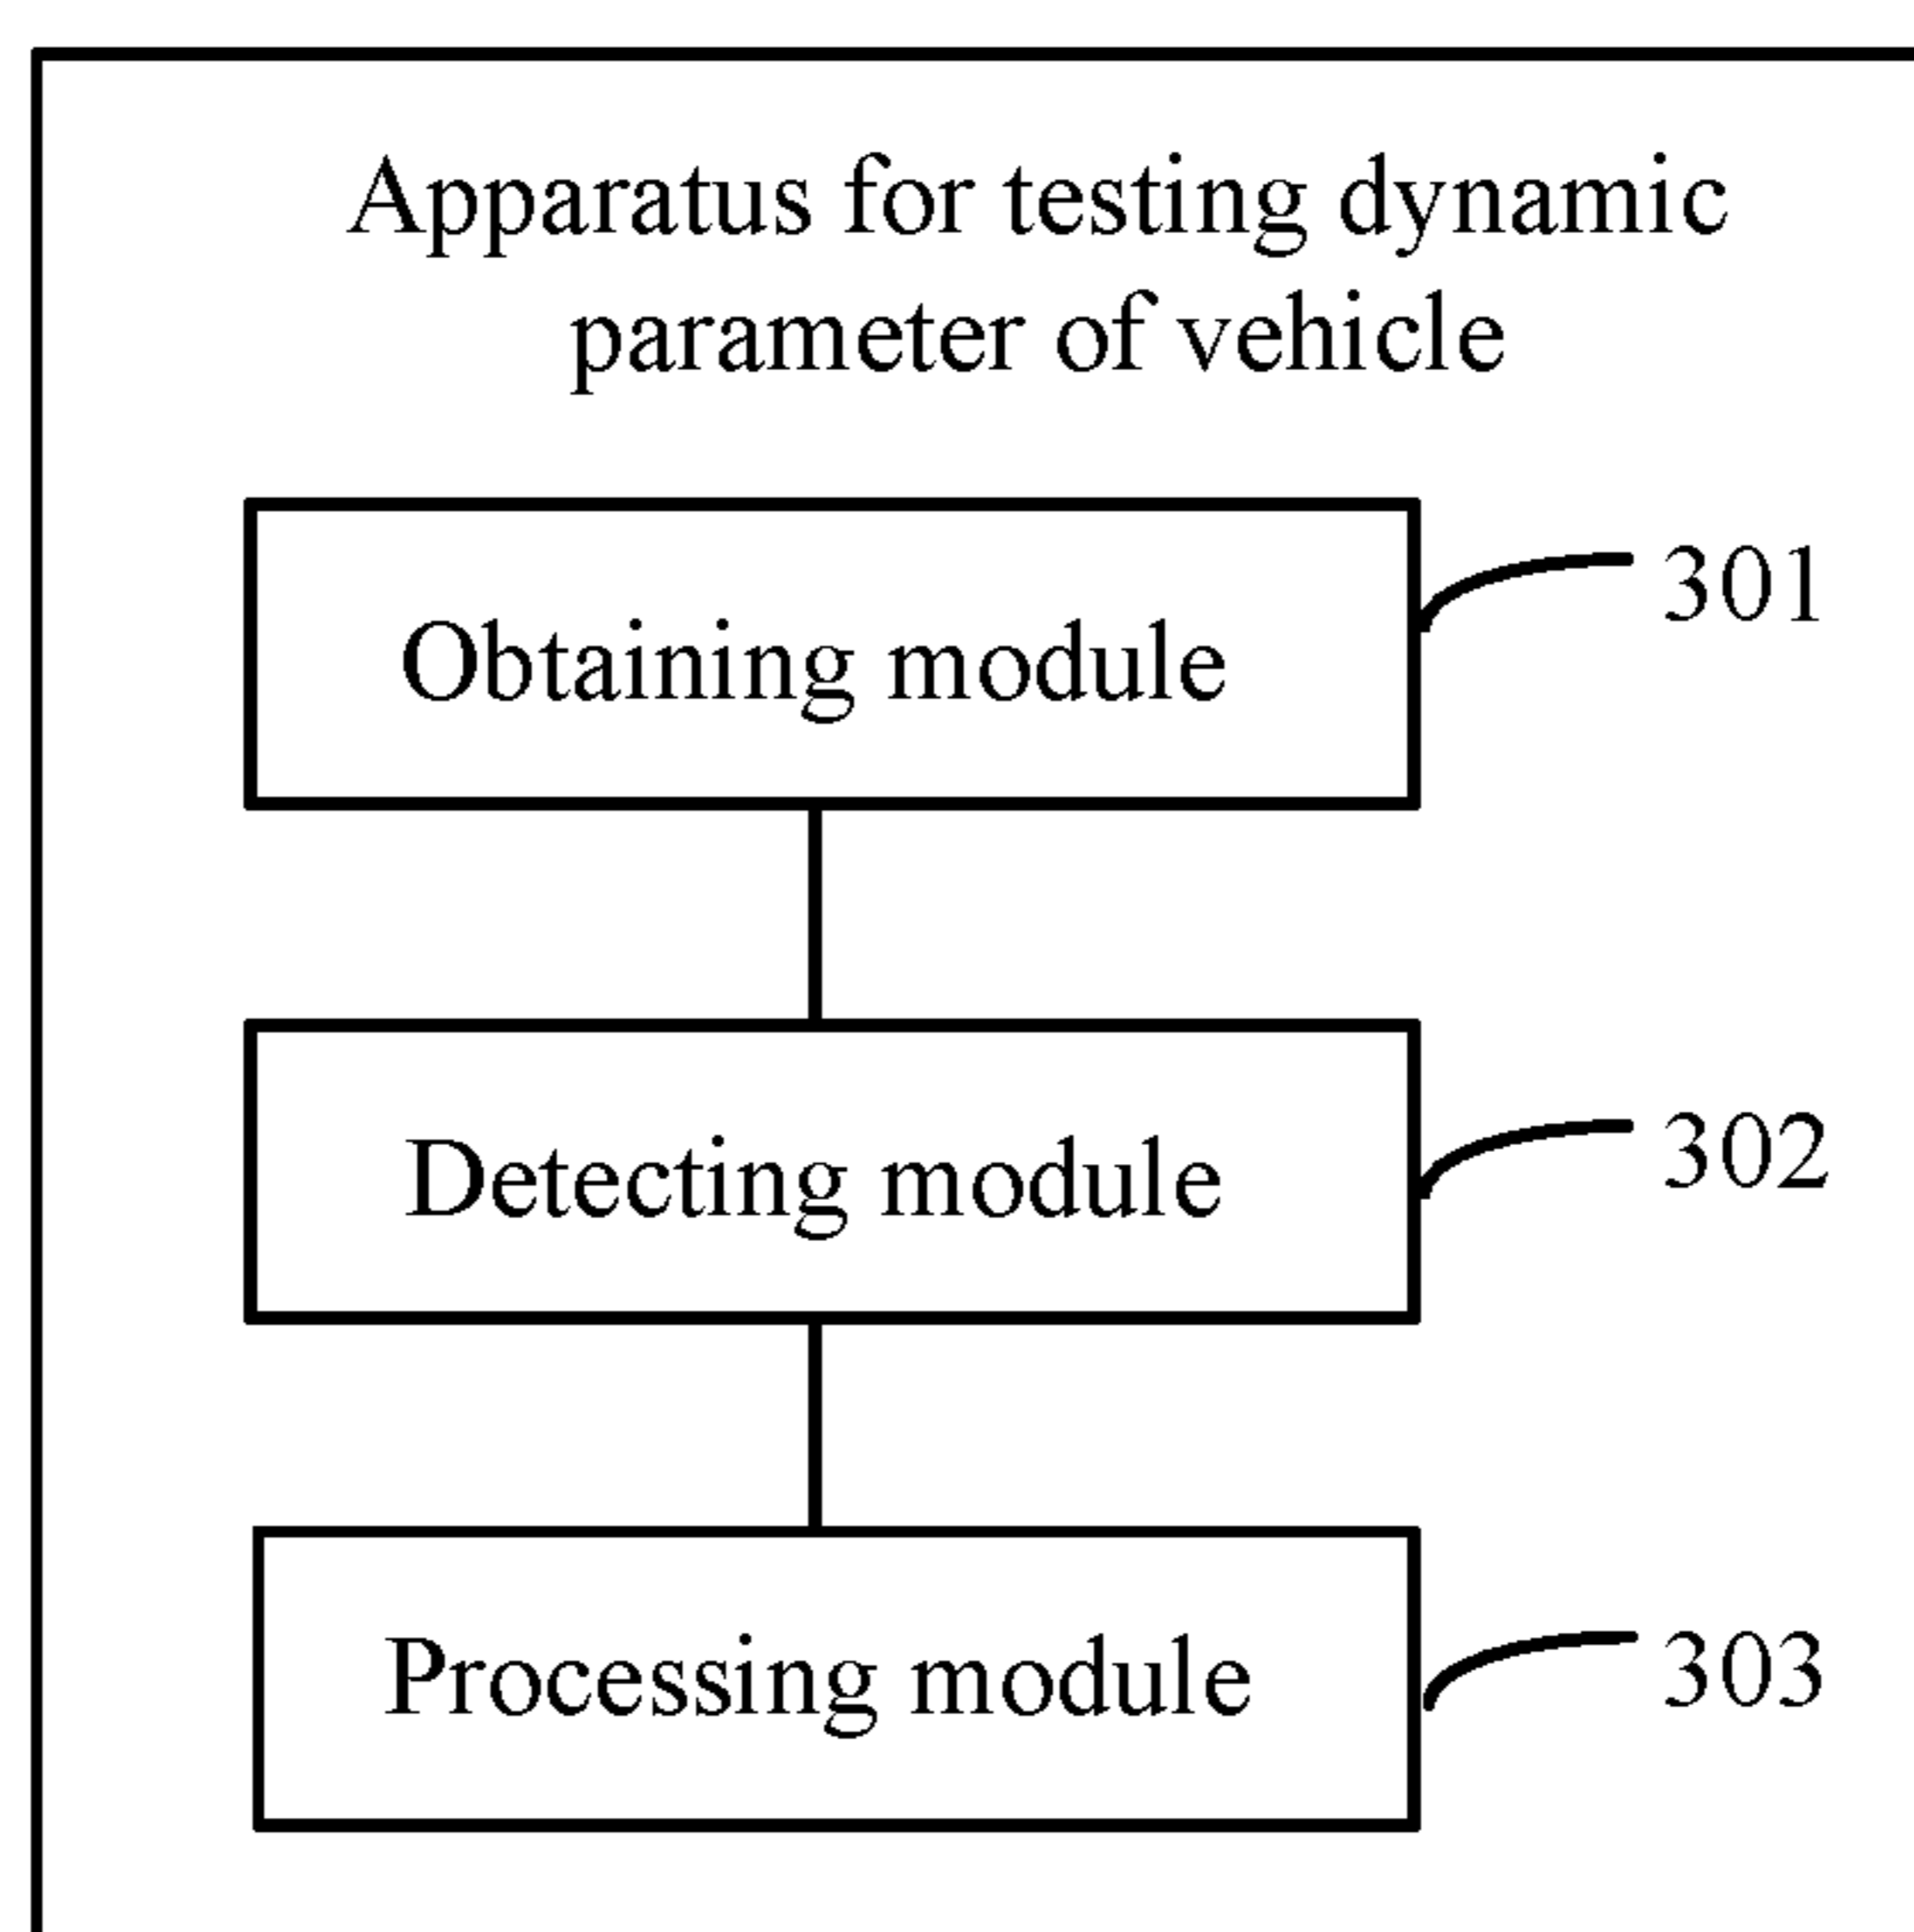 Apparatus for testing dynamic
parameter of vehicle
Obtaining module
301
Detecting module
302
Processing module
303